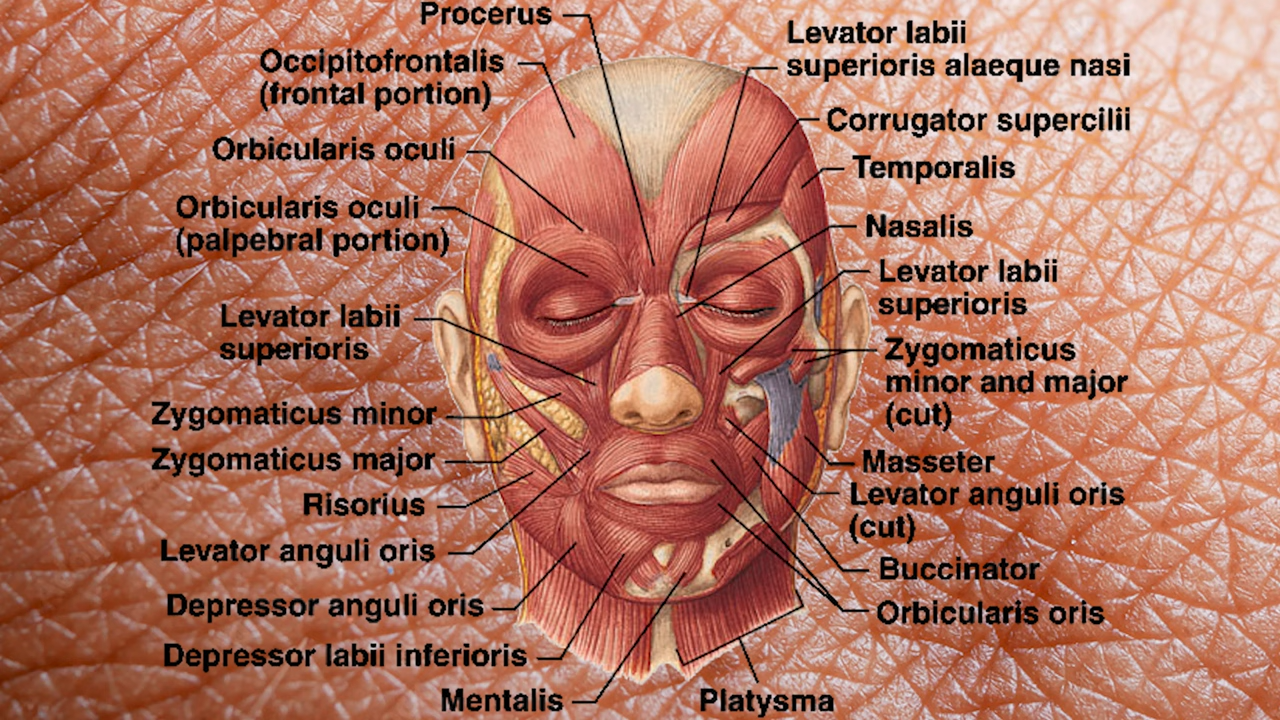 Procerus
Occipitofrontalis
(frontal portion)
Orbicularis oculi
Orbicularis oculi
(palpebral portion)
Levator labii
superioris
Zygomaticus minor
Zygomaticus major
Risorius
Levator anguli oris
Depressor anguli oris
Depressor labii inferioris
Mentalis
Levator labii
superioris alaeque nasi
Corrugator supercilii
Temporalis
Nasalis
Levator labii
superioris
Zygomaticus
minor and major
(cut)
Masseter
Levator anguli oris
(cut)
Buccinator
Orbicularis oris
Platysma